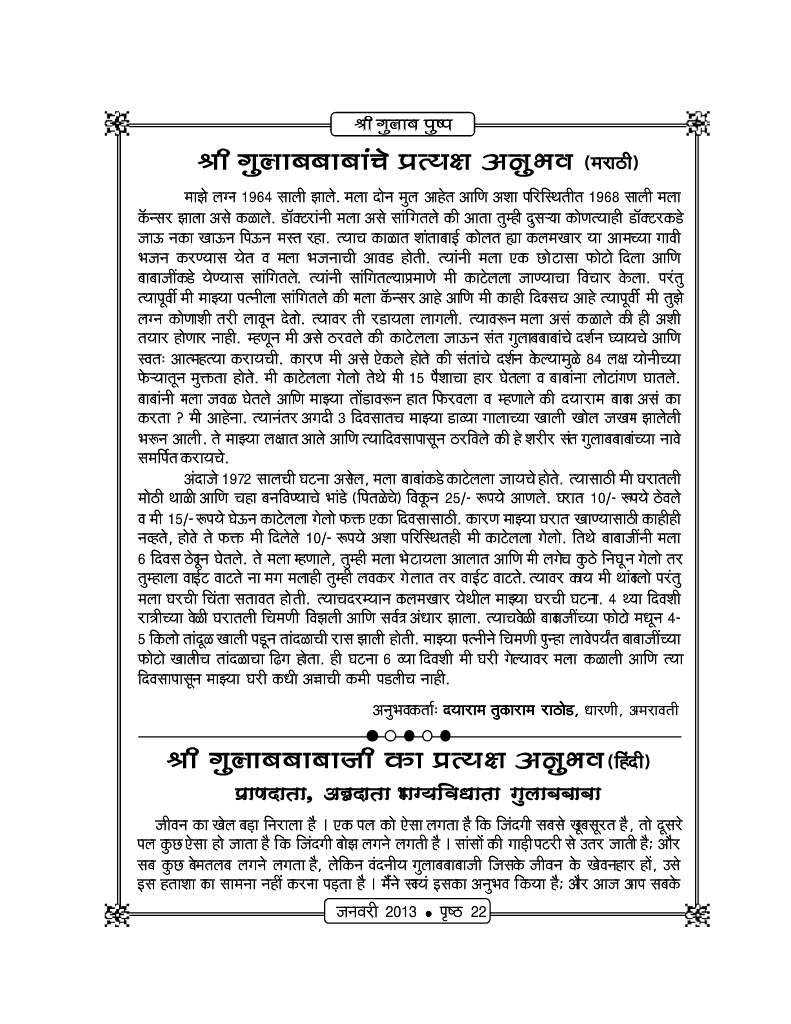 श्री गुलाब पुष्प
श्री गुलाबबाबांचे प्रत्यक्ष अनुभव (मराठी)
माझे लग्न 1964 साली झाले. मला दोन मुल आहेत आणि अशा परिस्थितीत 1968 साली मला
कॅन्सर झाला असे कळाले. डॉक्टरांनी मला असे सांगितले की आता तुम्ही दुसऱ्या कोणत्याही डॉक्टरकडे
जाऊ नका खाऊन पिऊन मस्त रहा. त्याच काळात शांताबाई कोलत ह्या कलमखार या आमच्या गावी
भजन करण्यास येत व मला भजनाची आवड होती. त्यांनी मला एक छोटासा फोटो दिला आणि
बाबाजींकडे येण्यास सांगितले. त्यांनी सांगितल्याप्रमाणे मी काटेलला जाण्याचा विचार केला. परंतु
त्यापूर्वी मी माझ्या पत्नीला सांगितले की मला कॅन्सर आहे आणि मी काही दिवसच आहे त्यापूर्वी मी तुझे
लग्न कोणाशी तरी लावून देतो. त्यावर ती रडायला लागली. त्यावरून मला असं कळाले की ही अशी
तयार होणार नाही. म्हणून मी असे ठरवले की काटेलला जाऊन संत गुलाबबाबांचे दर्शन घ्यायचे आणि
स्वतः आत्महत्या करायची. कारण मी असे ऐकले होते की संतांचे दर्शन केल्यामुळे 84 लक्ष योनीच्या
फेऱ्यातून मुक्तता होते. मी काटेलला गेलो तेथे मी 15 पैशाचा हार घेतला व बाबांना लोटांगण घातले.
बाबांनी मला जवळ घेतले आणि माझ्या तोंडावरून हात फिरवला व म्हणाले की दयाराम बाबा असं का
करता ? मी आहेना. त्यानंतर अगदी 3 दिवसातच माझ्या डाव्या गालाच्या खाली खोल जखम झालेली
भरून आली. ते माझ्या लक्षात आले आणि त्यादिवसापासून ठरविले की हे शरीर संत गुलाबबाबांच्या नावे
समर्पित करायचे.
अंदाजे 1972 सालची घटना असेल, मला बाबांकडे काटेलला जायचे होते. त्यासाठी मी घरातली
मोठी थाळी आणि चहा बनविण्याचे भांडे (पितळेचे) विकून 25/- रूपये आणले. घरात 10/- रूपये ठेवले
व मी 15/- रूपये घेऊन काटेलला गेलो फक्त एका दिवसासाठी. कारण माझ्या घरात खाण्यासाठी काहीही
नव्हते, होते ते फक्त मी दिलेले 10/- रूपये अशा परिस्थितही मी काटेलला गेलो. तिथे बाबाजींनी मला
6 दिवस ठेवून घेतले. ते मला म्हणाले, तुम्ही मला भेटायला आलात आणि मी लगेच कुठे निघून गेलो तर
तुम्हाला वाईट वाटते ना मग मलाही तुम्ही लवकर गेलात तर वाईट वाटते. त्यावर काय मी थांबलो परंतु
मला घरची चिंता सतावत होती. त्याचदरम्यान कलमखार येथील माझ्या घरची घटना. 4 थ्या दिवशी
रात्रीच्या वेळी घरातली चिमणी विझली आणि सर्वत्र अंधार झाला. त्याचवेळी बाबाजींच्या फोटो मधून 4-
5 किलो तांदूळ खाली पडून तांदळाची रास झाली होती. माझ्या पत्नीने चिमणी पुन्हा लावेपर्यंत बाबाजींच्या
फोटो खालीच तांदळाचा ढिग होता. ही घटना 6 व्या दिवशी मी घरी गेल्यावर मला कळाली आणि त्या
दिवसापासून माझ्या घरी कधी अन्नाची कमी पडलीच नाही.
अनुभवकर्ताः दयाराम तुकाराम राठोड, धारणी, अमरावती
श्री गुलाबबाबाजी का प्रत्यक्ष अनुभव (हिंदी)
प्राणदाता, अन्नदाता भाग्यविधाता गुलाबबाबा
जीवन का खेल बड़ा निराला है । एक पल को ऐसा लगता है कि जिंदगी सबसे खूबसूरत है, तो दूसरे
पल कुछ ऐसा हो जाता है कि जिंदगी बोझ लगने लगती है । सांसों की गाड़ी पटरी से उतर जाती है; और
सब कुछ बेमतलब लगने लगता है, लेकिन वंदनीय गुलाबबाबाजी जिसके जीवन के खेवनहार हों, उसे
इस हताशा का सामना नहीं करना पड़ता है । मैंने स्वयं इसका अनुभव किया है; और आज आप सबके
जनवरी 2013 ● पृष्ठ 22